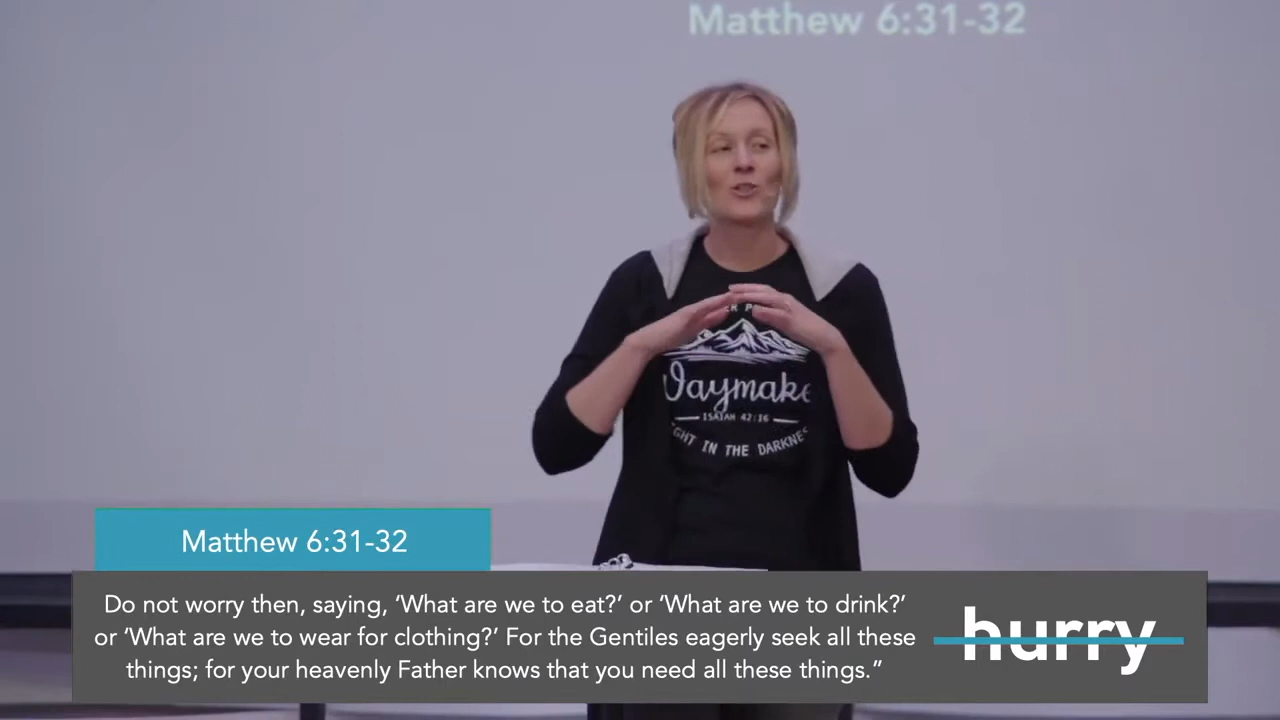 Matthew 6:31-32
Waymake
ISAIAH 42:16
IN THE DARKNE
Matthew 6:31-32
Do not worry then, saying, ‘What are we to eat?’ or ‘What are we to drink?’
or ‘What are we to wear for clothing?’ For the Gentiles eagerly seek all these
things; for your heavenly Father knows that you need all these things.”
hurry